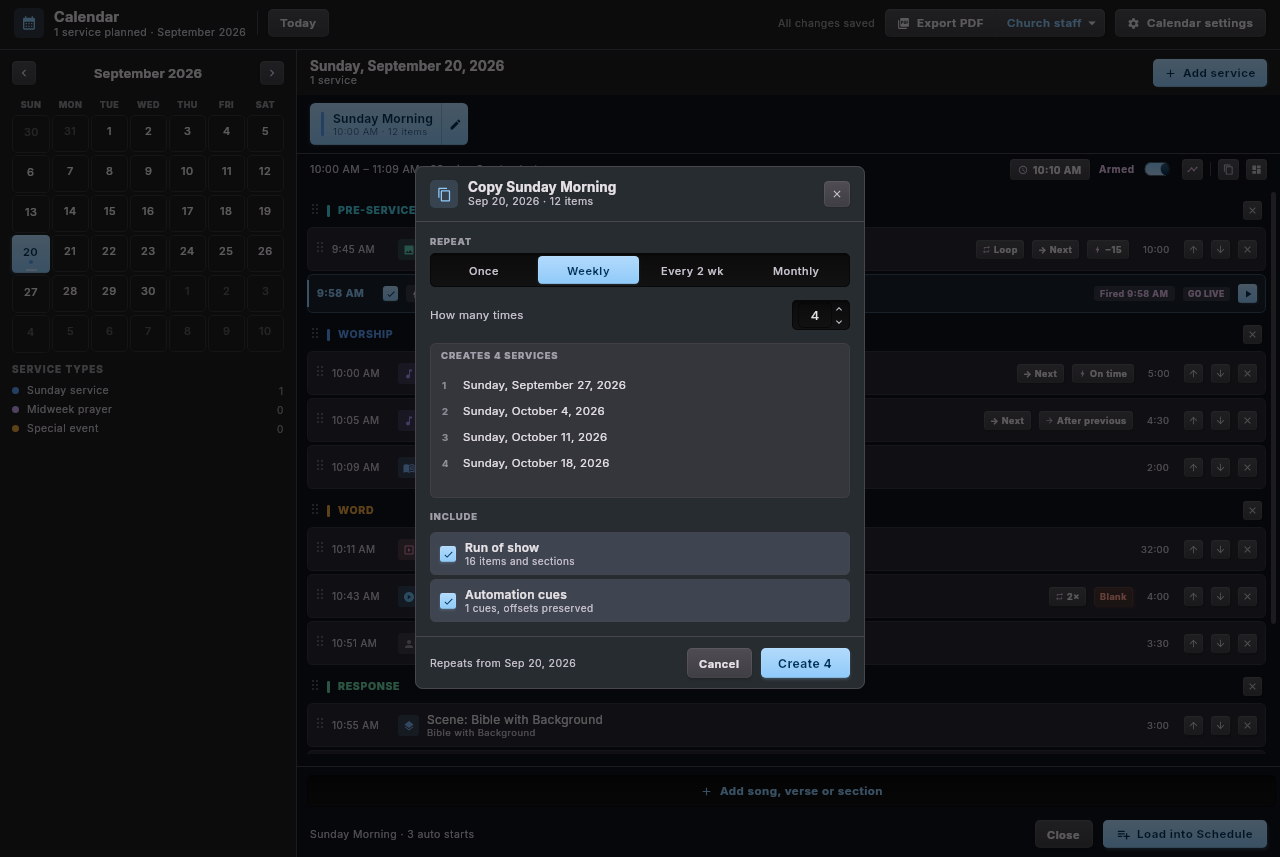 Calendar
1 service planned · September 2026
Today
All changes saved
Export PDF
Church staff
Calendar settings
September 2026
SUN MON TUE WED THU FRI SAT
30 31 1 2 3 4 5
6 7 8 9 10 11 12
13 14 15 16 17 18 19
20 21 22 23 24 25 26
27 28 29 30 1 2 3
4 5 6 7 8 9 10
SERVICE TYPES
Sunday service 1
Midweek prayer 0
Special event 0
Sunday, September 20, 2026
1 service
Add service
Sunday Morning
10:00 AM · 12 items
10:00 AM – 11:09 AM
10:10 AM
Armed
PRE-SERVICE
9:45 AM Loop Next −15 10:00
9:58 AM Fired 9:58 AM GO LIVE
WORSHIP
10:00 AM Next On time 5:00
10:05 AM Next After previous 4:30
10:09 AM 2:00
WORD
10:11 AM 32:00
10:43 AM 2× Blank 4:00
10:51 AM 3:30
RESPONSE
10:55 AM Scene: Bible with Background 3:00
Bible with Background
Add song, verse or section
Sunday Morning · 3 auto starts
Close
Load into Schedule
Copy Sunday Morning
Sep 20, 2026 · 12 items
REPEAT
Once Weekly Every 2 wk Monthly
How many times 4
CREATES 4 SERVICES
1 Sunday, September 27, 2026
2 Sunday, October 4, 2026
3 Sunday, October 11, 2026
4 Sunday, October 18, 2026
INCLUDE
Run of show
16 items and sections
Automation cues
1 cues, offsets preserved
Repeats from Sep 20, 2026
Cancel
Create 4